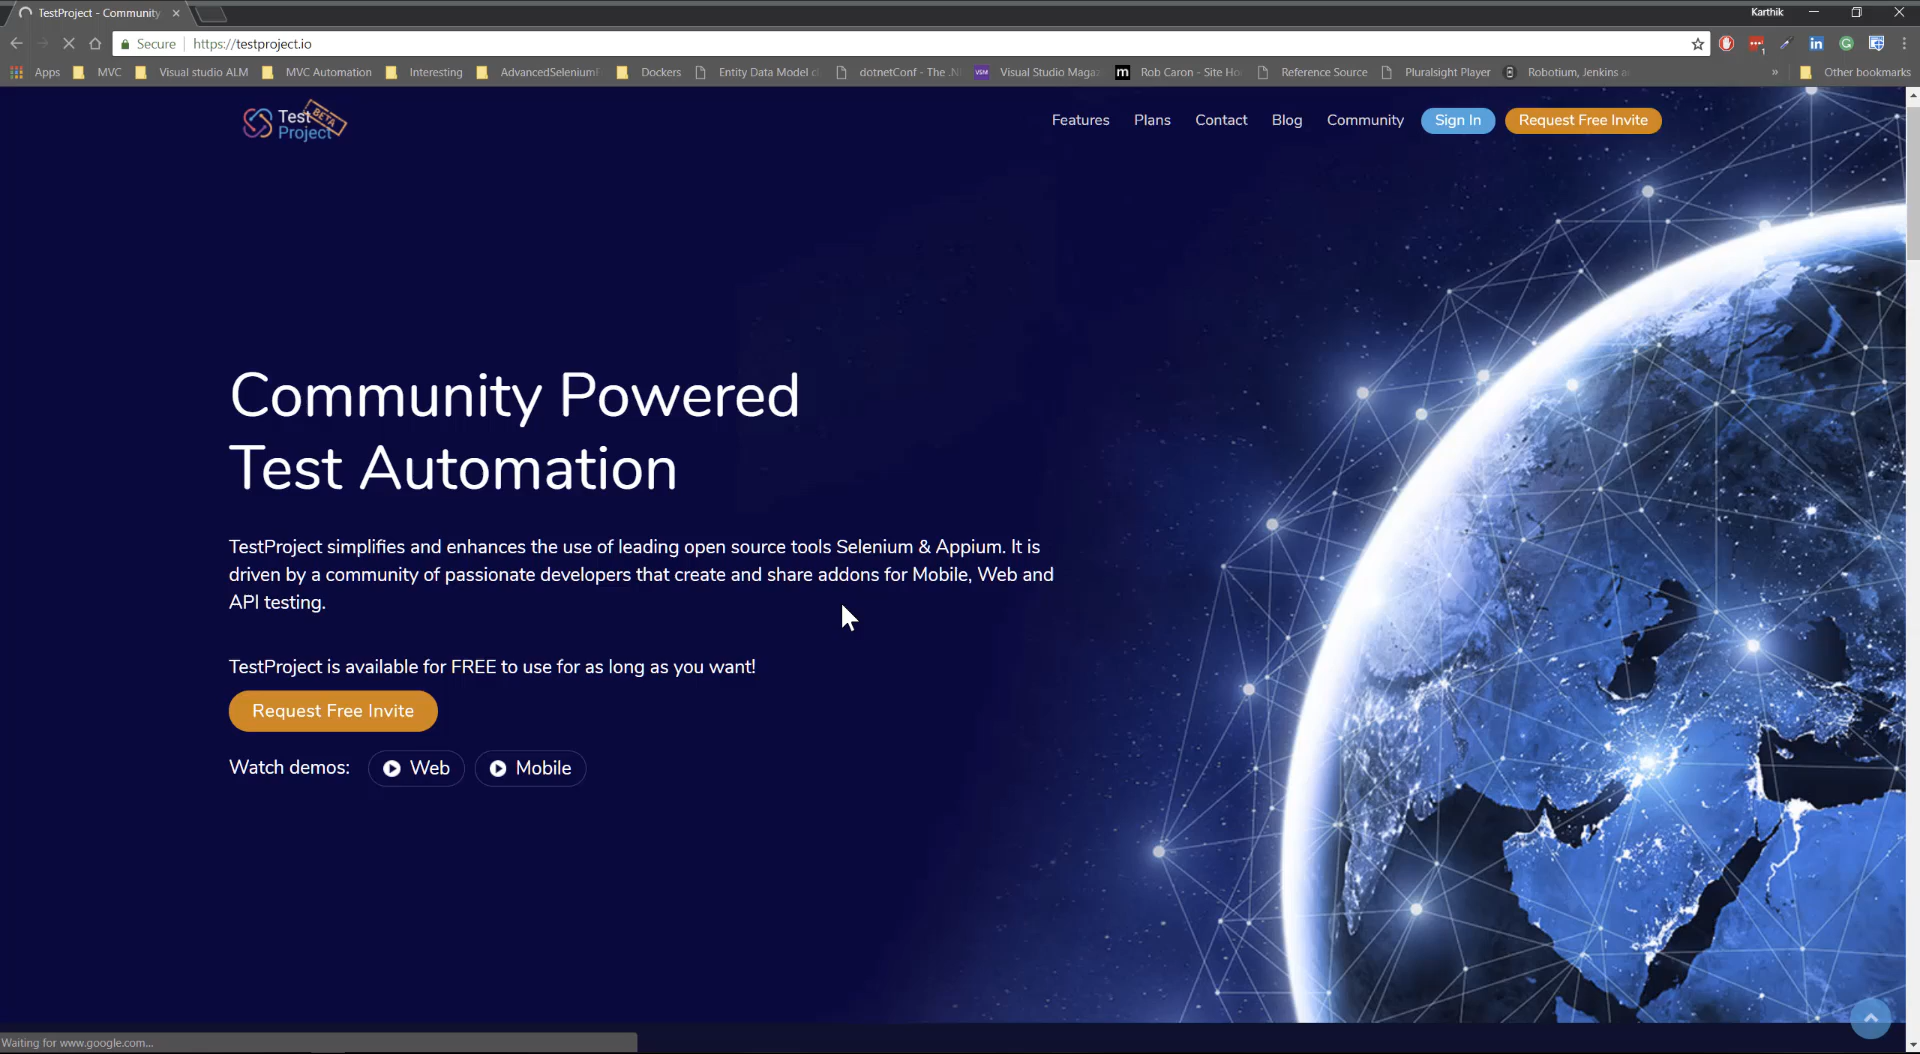 TestProject - Community
Karthik
Secure
https://testproject.io
Apps
MVC
Visual studio ALM
MVC Automation
Interesting
AdvancedSelenium
Dockers
Entity Data Model
dotnetConf - The .N
Visual Studio Magaz
Rob Caron - Site Ho
Reference Source
Pluralsight Player
Robotium, Jenkins a
»
Other bookmarks
Test
Project
BETA
Features
Plans
Contact
Blog
Community
Sign In
Request Free Invite
Community Powered
Test Automation
TestProject simplifies and enhances the use of leading open source tools Selenium & Appium. It is
driven by a community of passionate developers that create and share addons for Mobile, Web and
API testing.
TestProject is available for FREE to use for as long as you want!
Request Free Invite
Watch demos:
Web
Mobile
Waiting for www.google.com...